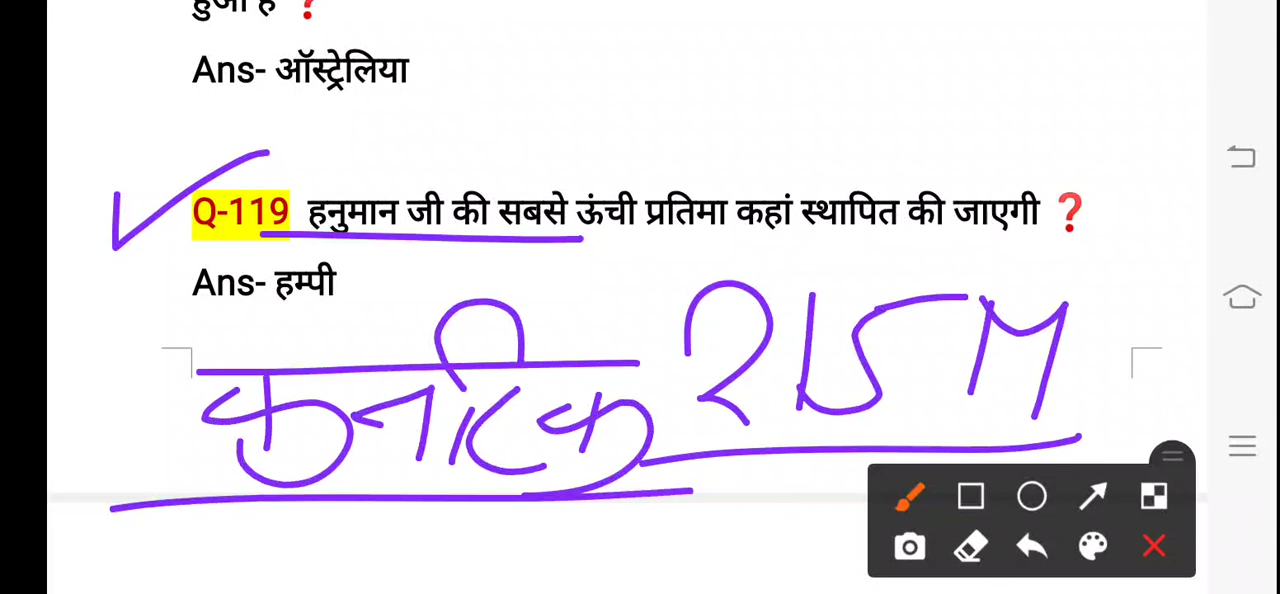 हुआ है ❓
Ans- ऑस्ट्रेलिया
Q-119 हनुमान जी की सबसे ऊंची प्रतिमा कहां स्थापित की जाएगी ❓
Ans- हम्पी
कर्नाटक 215M